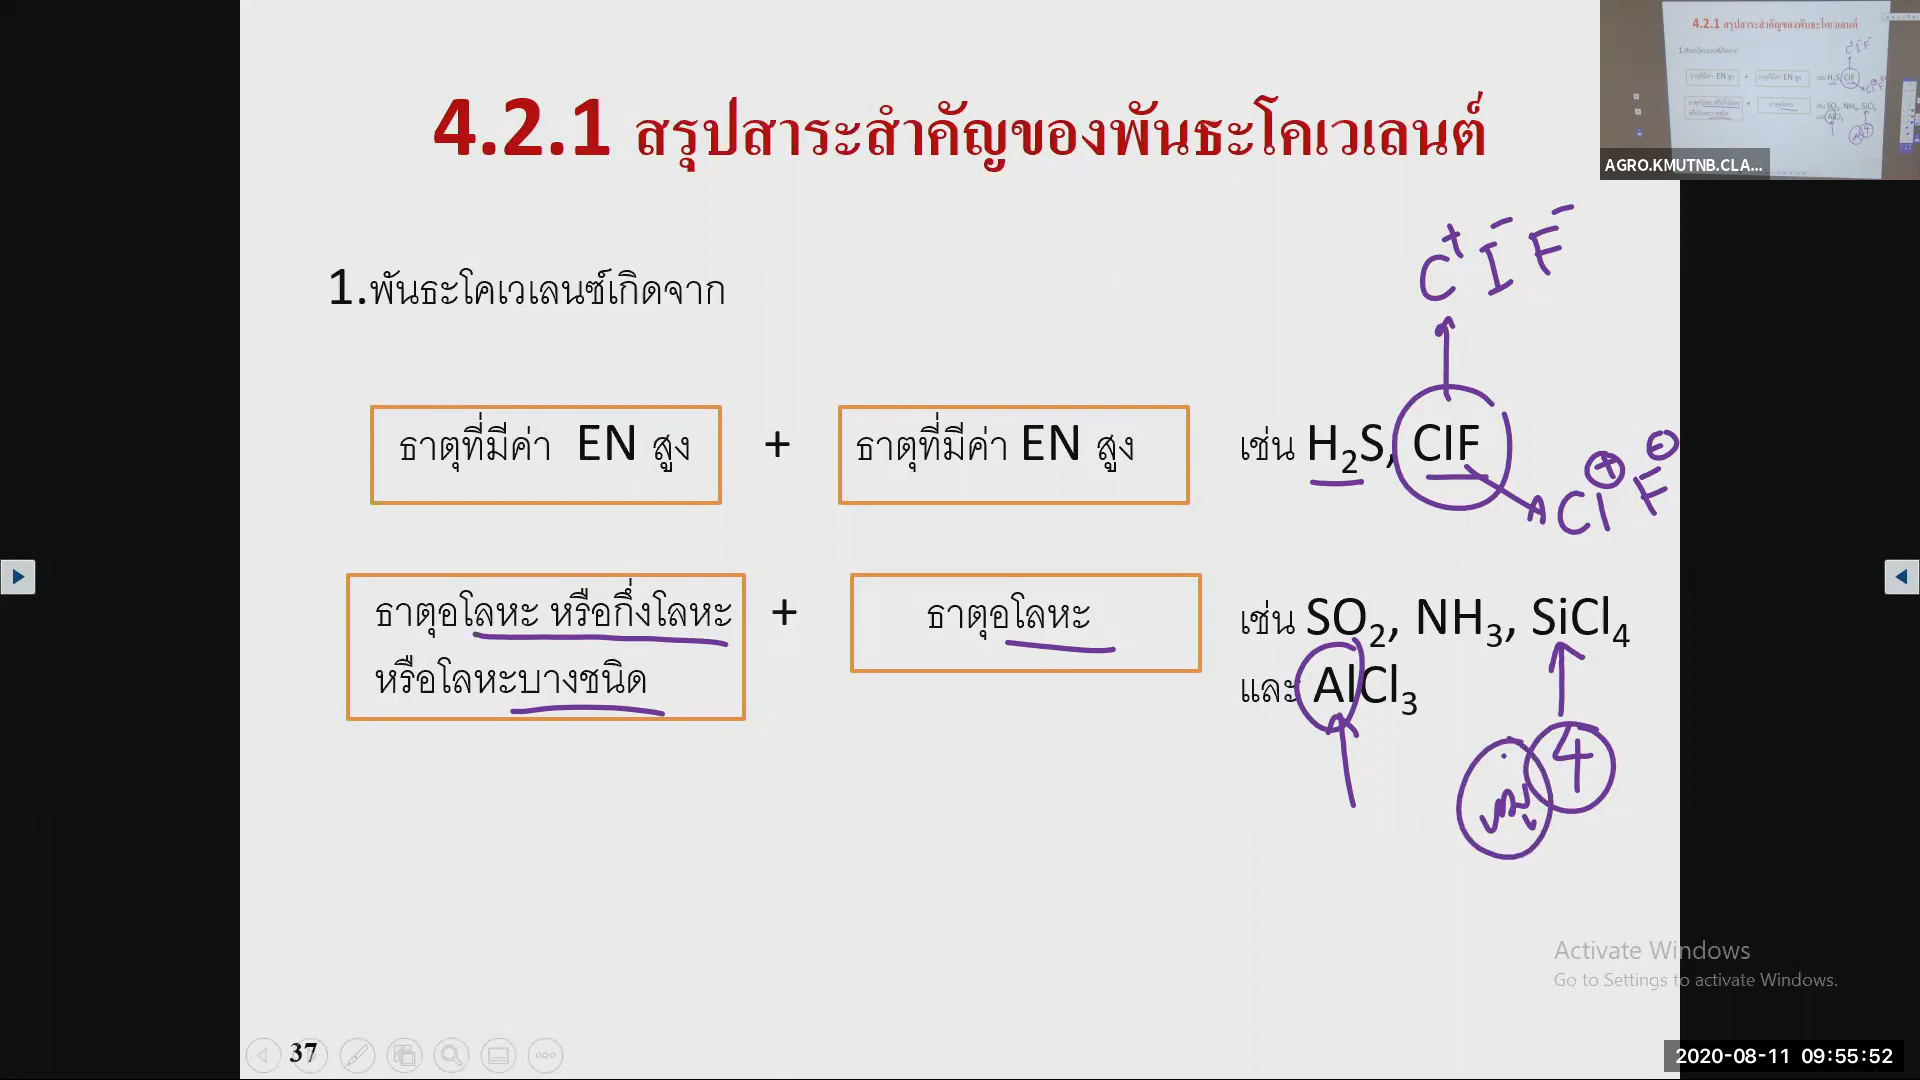 4.2.1 สรุปสาระสำคัญของพันธะโคเวเลนต์
AGRO.KMUTNB.CLA...
C⁺ I⁻ F⁻
1.พันธะโคเวเลนซ์เกิดจาก
ธาตุที่มีค่า EN สูง + ธาตุที่มีค่า EN สูง เช่น H₂S, ClF
Cl⊕ F⊖
ธาตุอโลหะ หรือกึ่งโลหะ + ธาตุอโลหะ เช่น SO₂, NH₃, SiCl₄
หรือโลหะบางชนิด และ AlCl₃
4
Activate Windows
Go to Settings to activate Windows.
37
2020-08-11 09:55:52